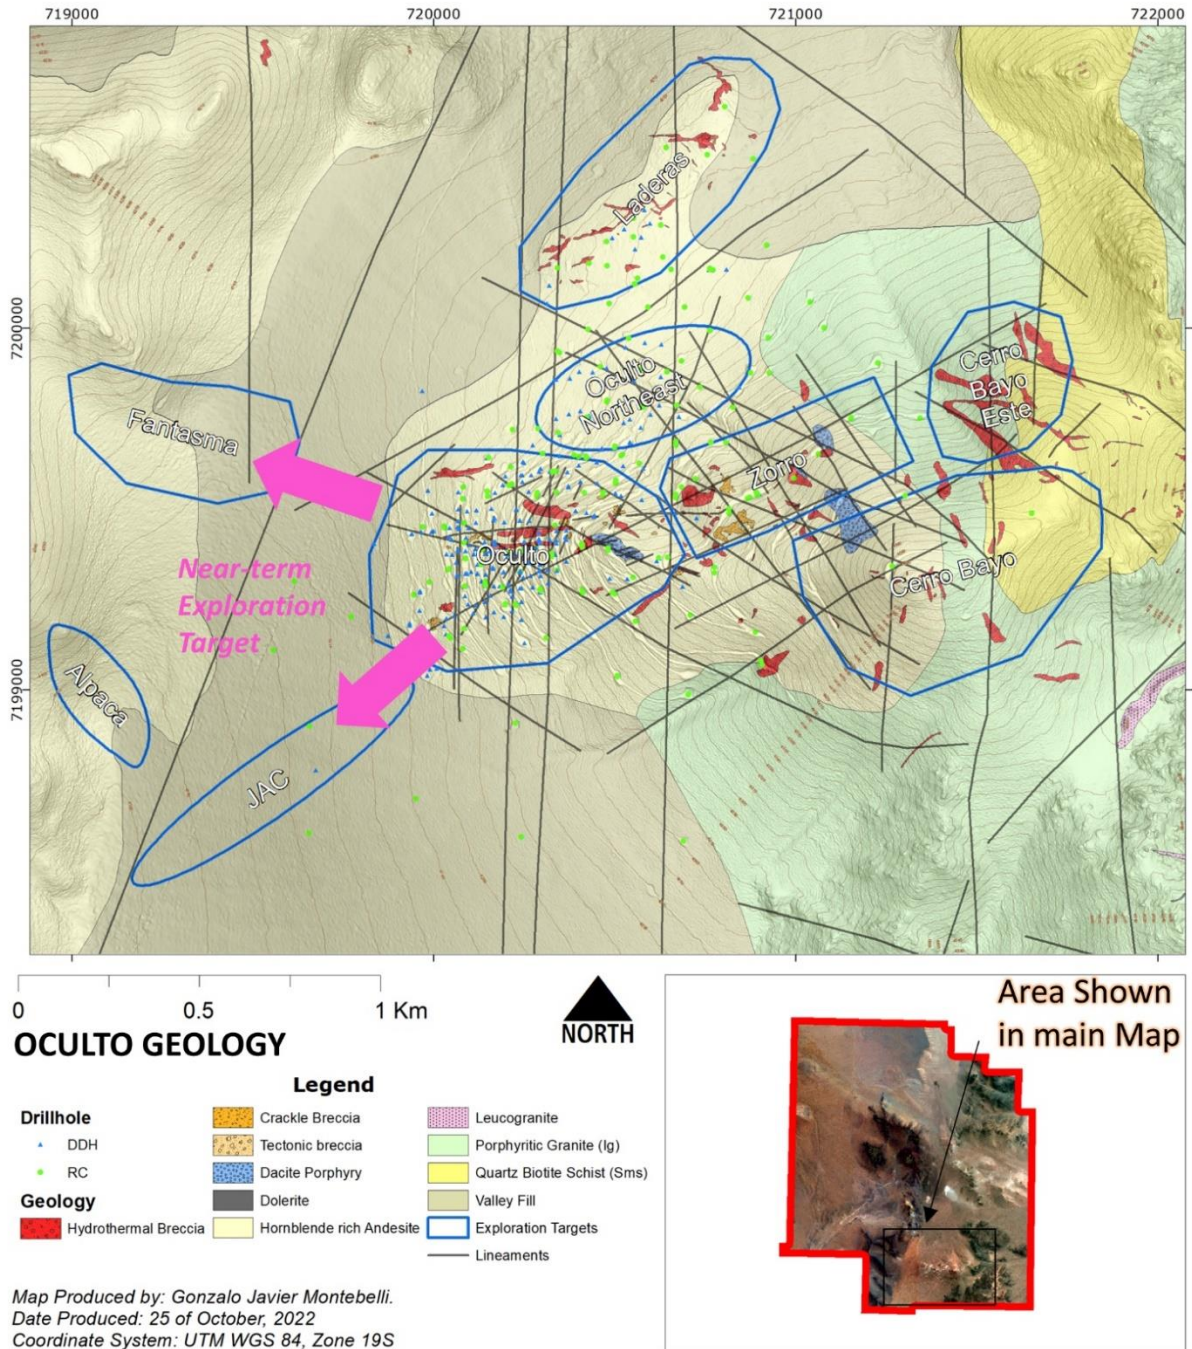 719000
720000
721000
722000
7200000
7199000
Laderas
Oculto
Northeast
Cerro
Bayo
Este
Fantasma
Zorro
Oculto
Cerro Bayo
Near-term
Exploration
Target
Alpaca
JAC
0
0.5
1 Km
NORTH
OCULTO GEOLOGY
Legend
Drillhole
DDH
RC
Geology
Hydrothermal Breccia
Crackle Breccia
Tectonic breccia
Dacite Porphyry
Dolerite
Hornblende rich Andesite
Leucogranite
Porphyritic Granite (Ig)
Quartz Biotite Schist (Sms)
Valley Fill
Exploration Targets
Lineaments
Area Shown
in main Map
Map Produced by: Gonzalo Javier Montebelli.
Date Produced: 25 of October, 2022
Coordinate System: UTM WGS 84, Zone 19S